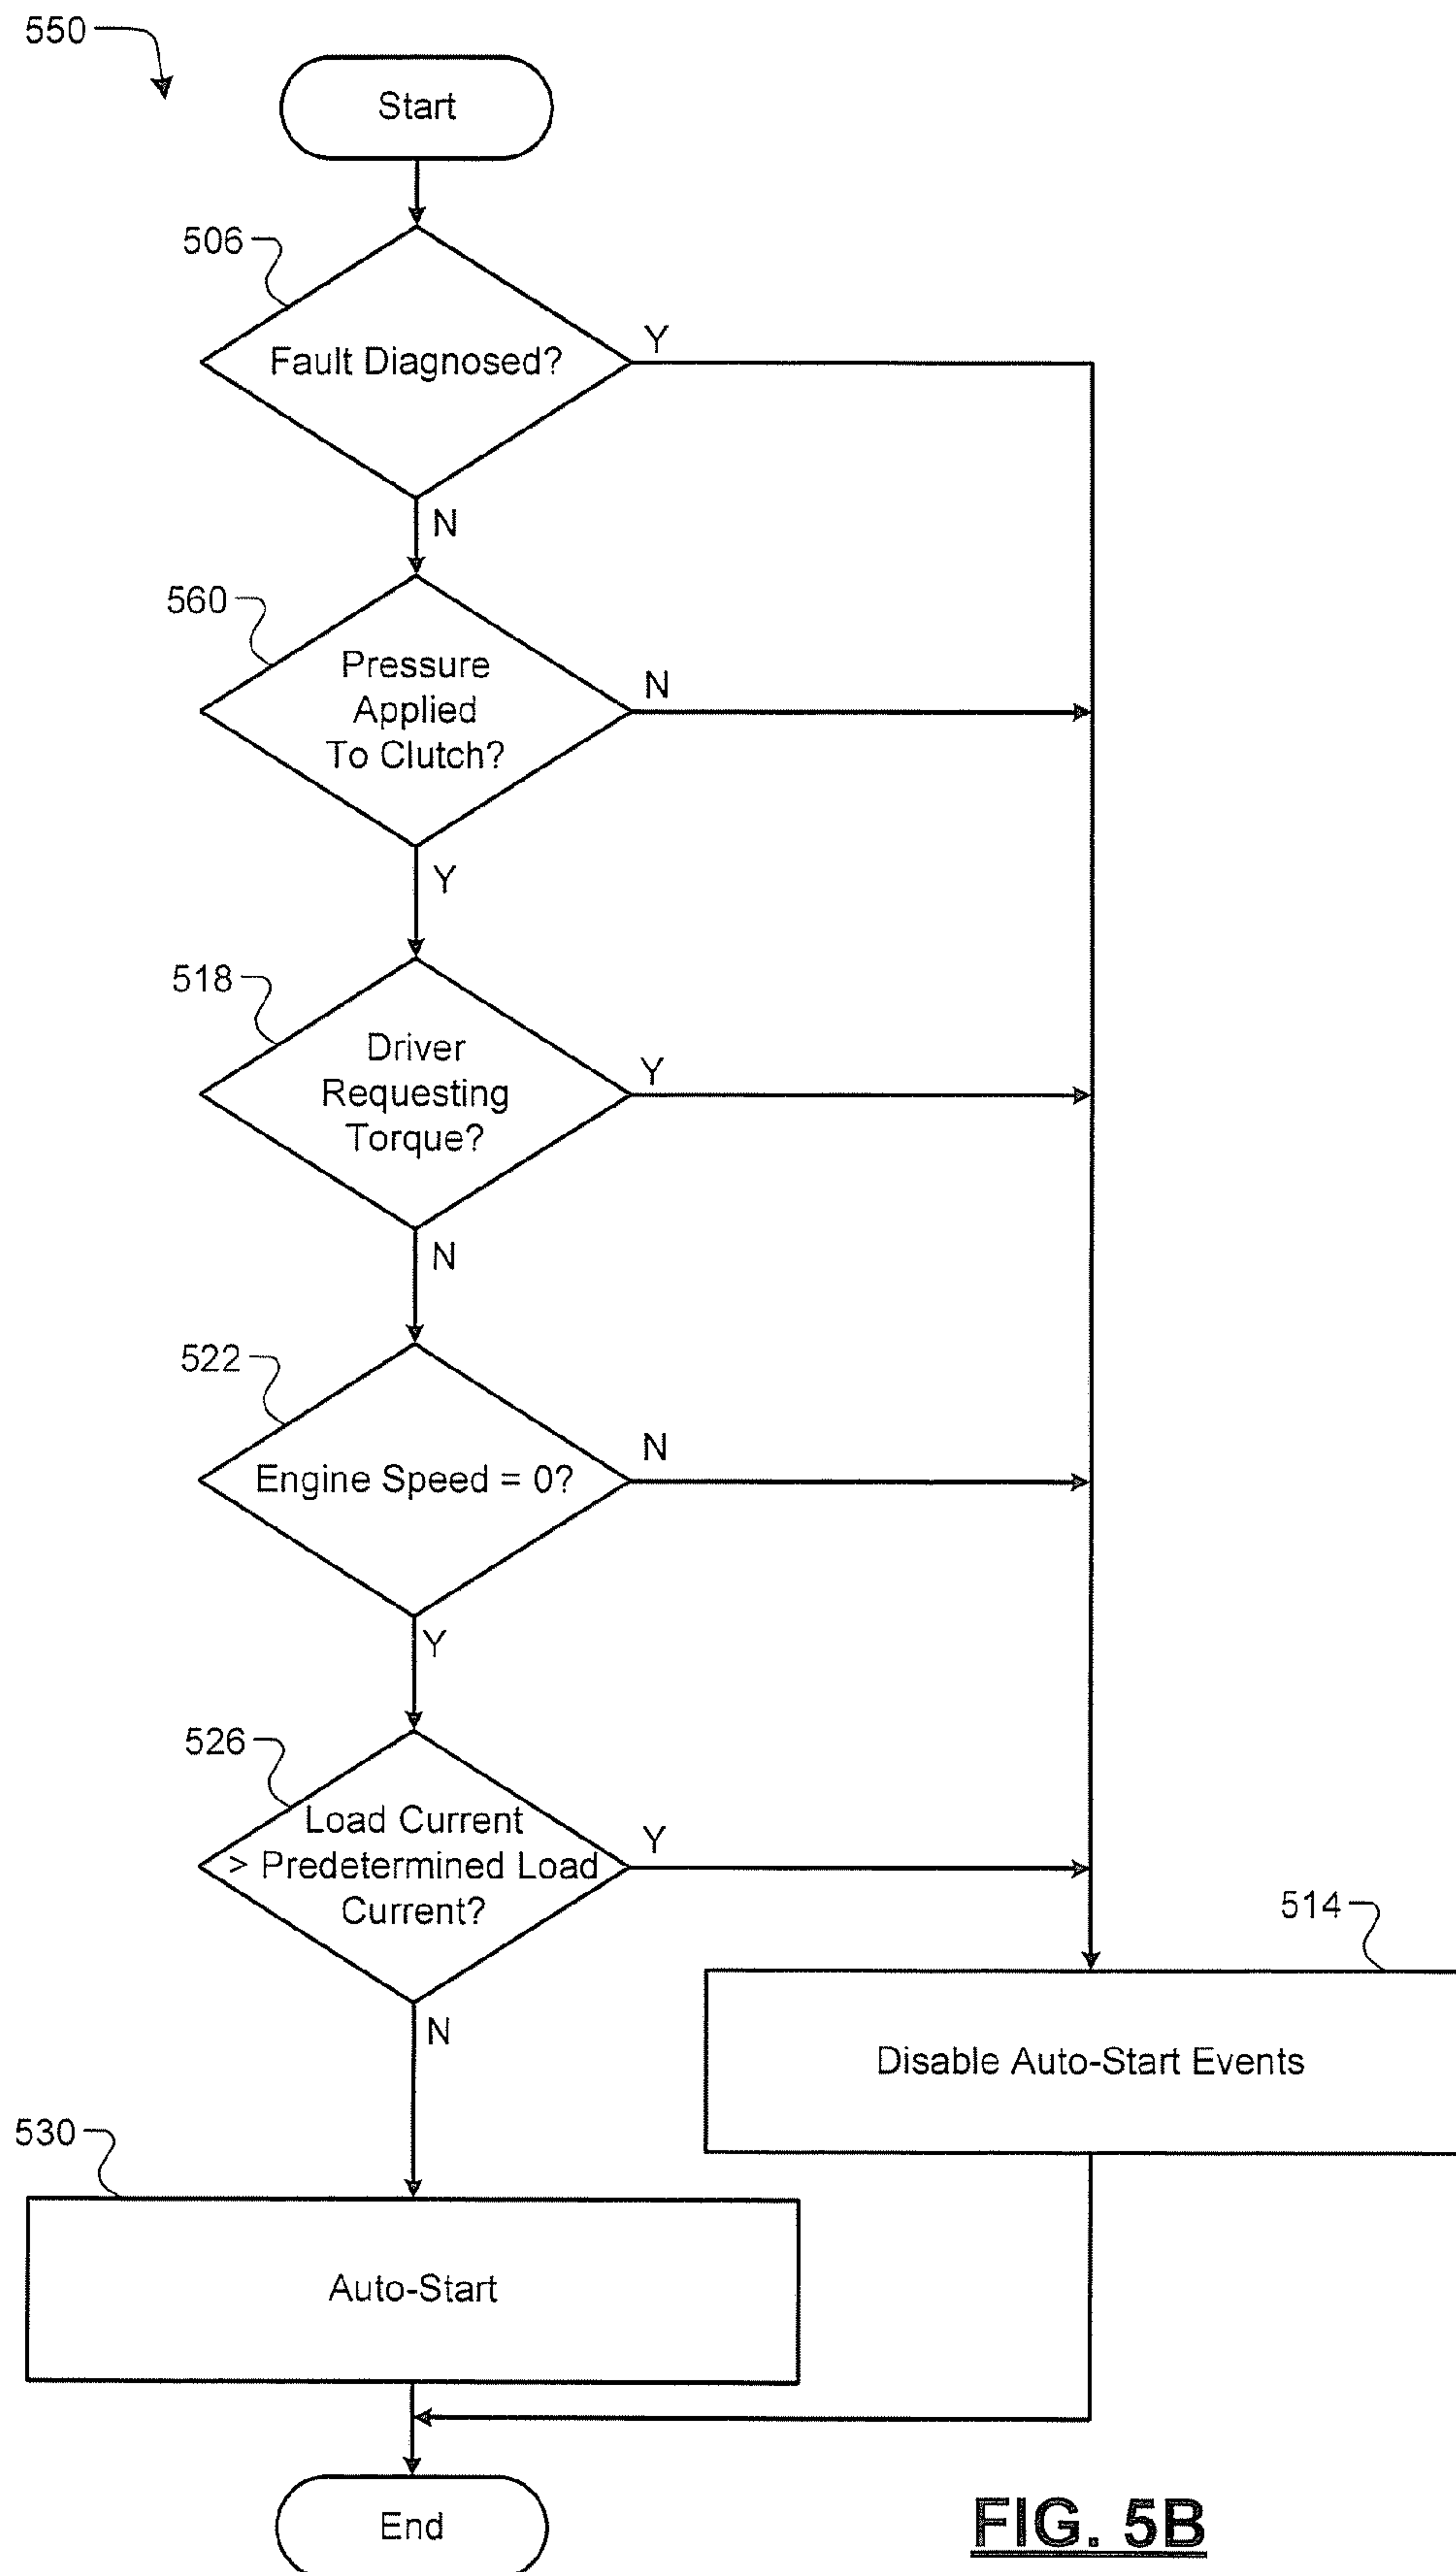 550
Start
506
Fault Diagnosed?
Y
N
560
Pressure
Applied
To Clutch?
N
Y
518
Driver
Requesting
Torque?
Y
N
522
Engine Speed = 0?
N
Y
526
Load Current
> Predetermined Load
Current?
Y
N
514
Disable Auto-Start Events
530
Auto-Start
End
FIG. 5B